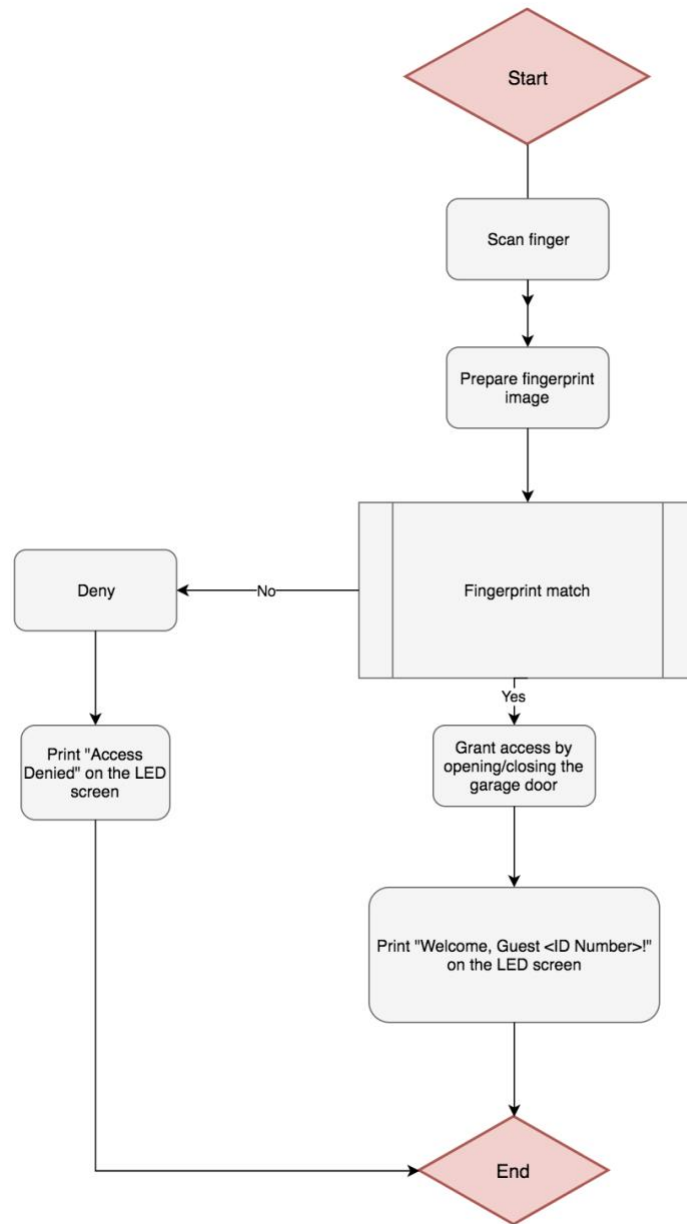 Start
Scan finger
Prepare fingerprint
image
Fingerprint match
No
Deny
Yes
Print "Access
Denied" on the LED
screen
Grant access by
opening/closing the
garage door
Print "Welcome, Guest <ID Number>!"
on the LED screen
End